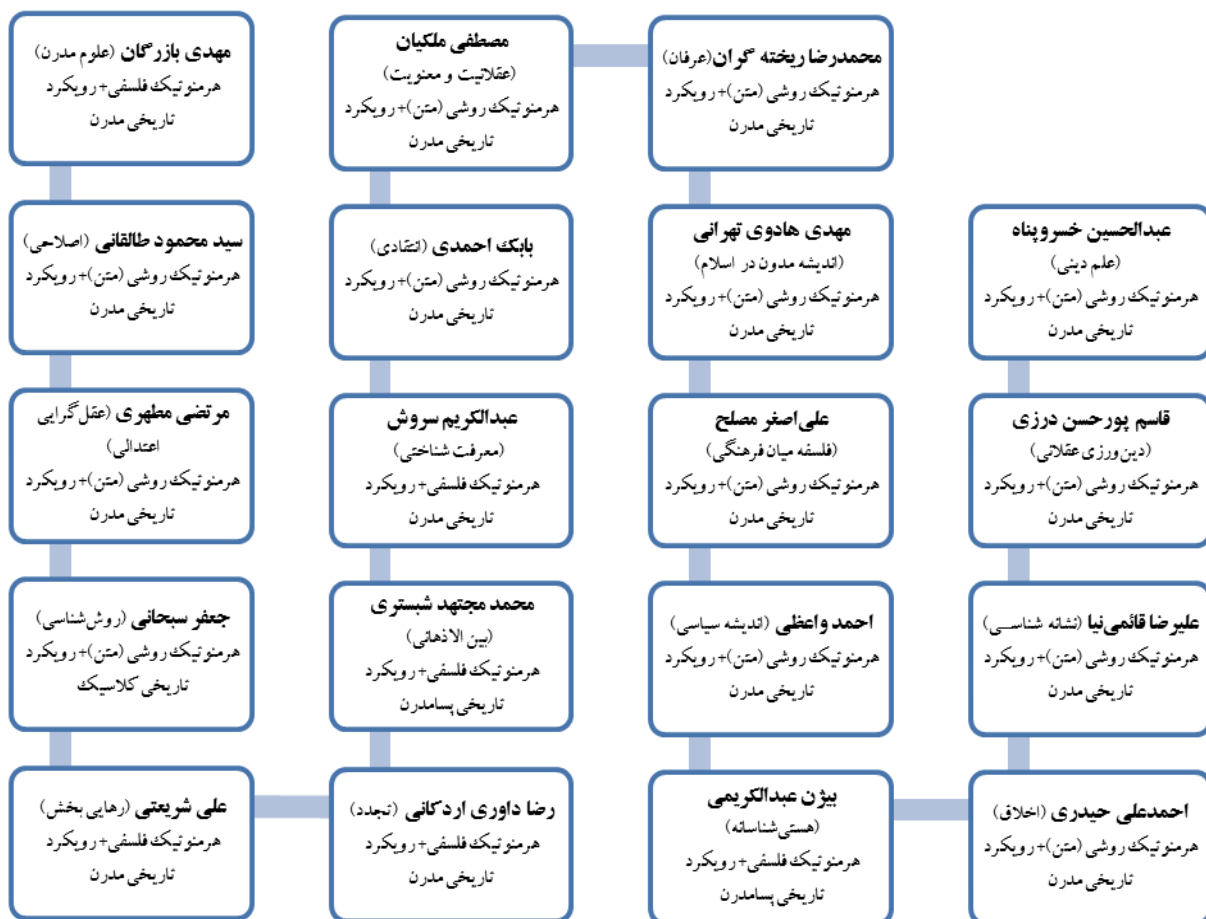 مهدی بازرگان (علوم مدرن)
هرمنوتیک فلسفی+ رویکرد
تاریخی مدرن
سید محمود طالقانی (اصلاحی)
هرمنوتیک روشی (متن)+ رویکرد
تاریخی مدرن
مرتضی مطهری (عقل‌گرایی
اعتدالی)
هرمنوتیک روشی (متن)+ رویکرد
تاریخی مدرن
جعفر سبحانی (روش‌شناسی)
هرمنوتیک روشی (متن)+ رویکرد
تاریخی کلاسیک
علی شریعتی (رهایی بخش)
هرمنوتیک فلسفی+ رویکرد
تاریخی مدرن
رضا داوری اردکانی (تجدد)
هرمنوتیک فلسفی+ رویکرد
تاریخی مدرن
محمد مجتهد شبستری
(بین الاذهانی)
هرمنوتیک فلسفی+ رویکرد
تاریخی پسامدرن
عبدالکریم سروش
(معرفت شناختی)
هرمنوتیک فلسفی+ رویکرد
تاریخی مدرن
بابک احمدی (انتقادی)
هرمنوتیک روشی (متن)+ رویکرد
تاریخی مدرن
مصطفی ملکیان
(عقلانیت و معنویت)
هرمنوتیک روشی (متن)+ رویکرد
تاریخی مدرن
محمدرضا ریخته گران(عرفان)
هرمنوتیک روشی (متن)+ رویکرد
تاریخی مدرن
مهدی هادوی تهرانی
(اندیشه مدون در اسلام)
هرمنوتیک روشی (متن)+ رویکرد
تاریخی مدرن
علی‌اصغر مصلح
(فلسفه میان فرهنگی)
هرمنوتیک روشی (متن)+ رویکرد
تاریخی مدرن
احمد واعظی (اندیشه سیاسی)
هرمنوتیک روشی (متن)+ رویکرد
تاریخی مدرن
بیژن عبدالکریمی
(هستی‌شناسانه)
هرمنوتیک فلسفی+ رویکرد
تاریخی پسامدرن
احمدعلی حیدری (اخلاق)
هرمنوتیک روشی (متن)+ رویکرد
تاریخی مدرن
علیرضا قائمی‌نیا (نشانه شناسی)
هرمنوتیک روشی (متن)+ رویکرد
تاریخی مدرن
قاسم پورحسن درزی
(دین‌ورزی عقلانی)
هرمنوتیک روشی (متن)+ رویکرد
تاریخی مدرن
عبدالحسین خسروپناه
(علم دینی)
هرمنوتیک روشی (متن)+ رویکرد
تاریخی مدرن